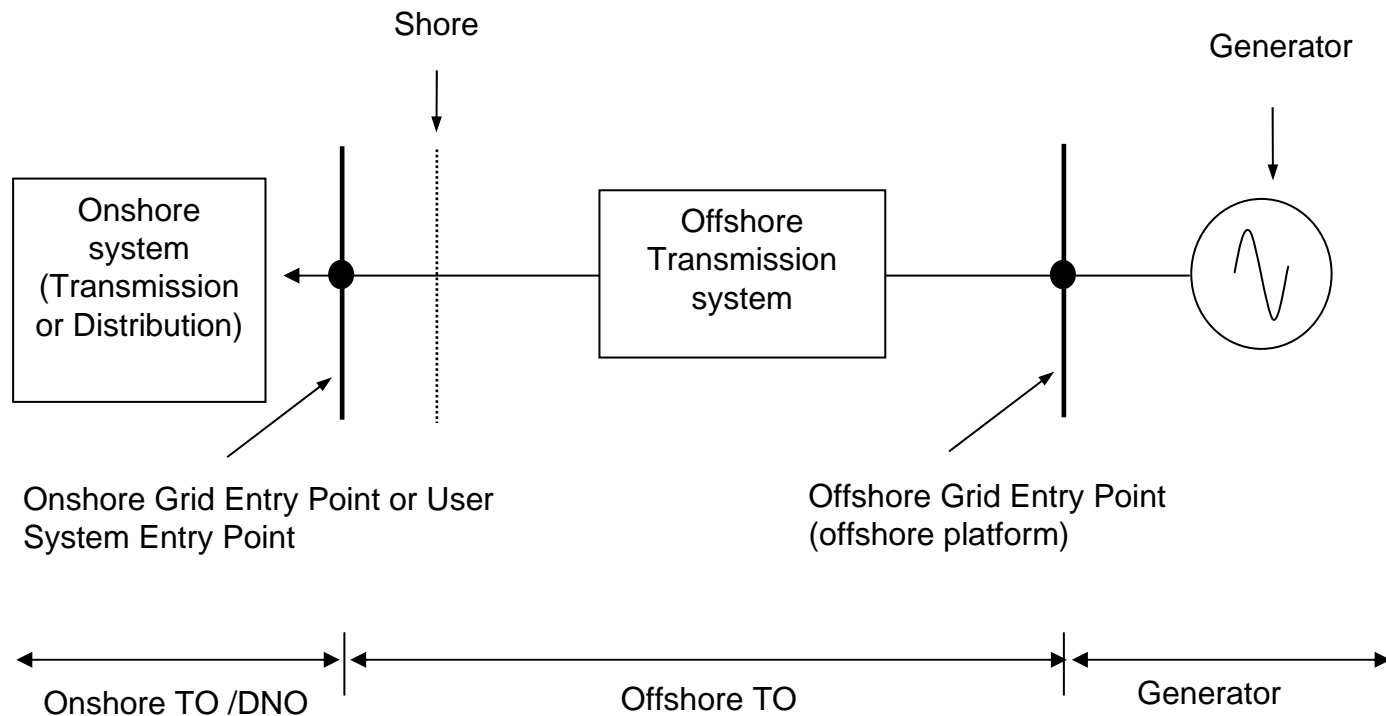 Shore
Generator
Onshore
system
(Transmission
or Distribution)
Offshore
Transmission
system
Onshore Grid Entry Point or User
System Entry Point
Offshore Grid Entry Point
(offshore platform)
Onshore TO /DNO
Offshore TO
Generator